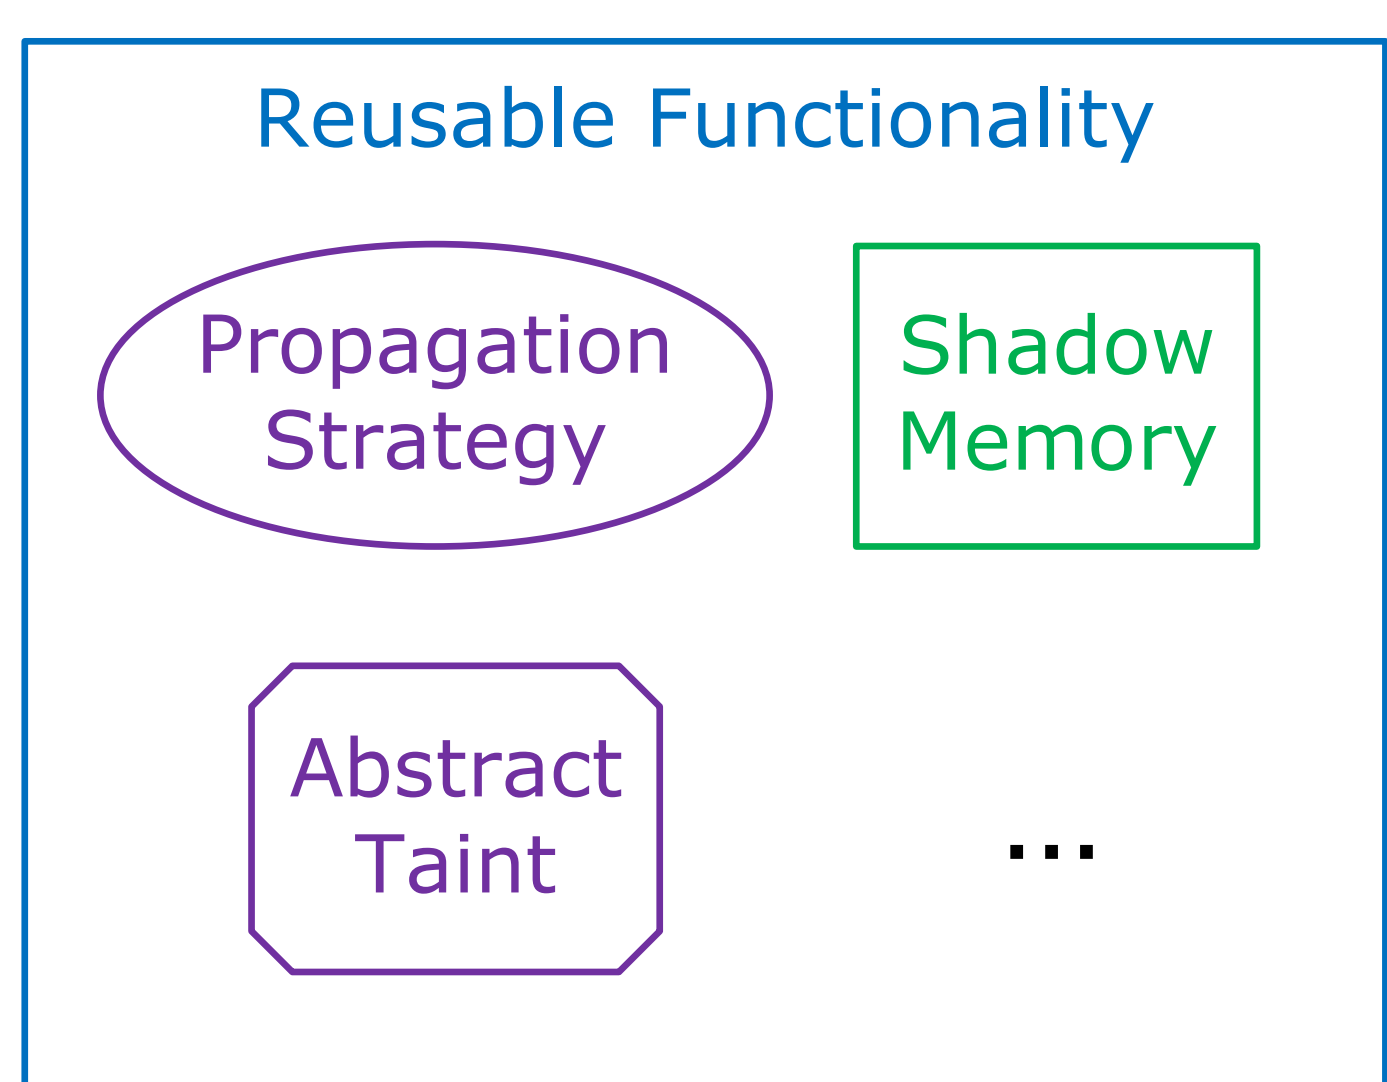 Reusable Functionality
Propagation
Strategy
Shadow
Memory
Abstract
Taint
...